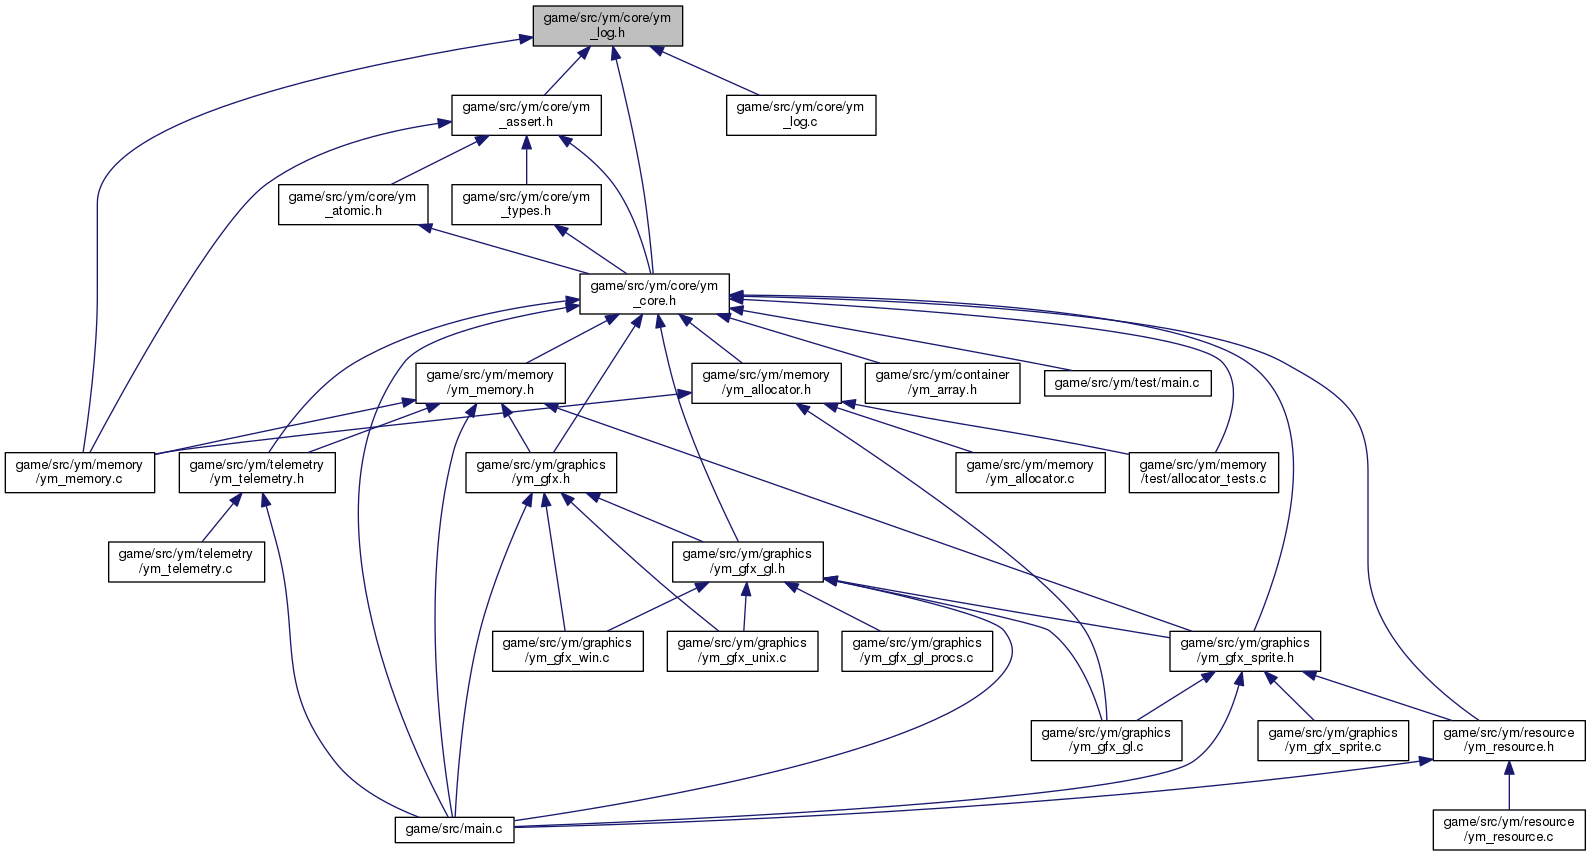 game/src/ym/core/ym
_log.h
game/src/ym/core/ym
_assert.h
game/src/ym/core/ym
_log.c
game/src/ym/core/ym
_atomic.h
game/src/ym/core/ym
_types.h
game/src/ym/core/ym
_core.h
game/src/ym/memory
/ym_memory.h
game/src/ym/memory
/ym_allocator.h
game/src/ym/container
/ym_array.h
game/src/ym/test/main.c
game/src/ym/memory
/ym_memory.c
game/src/ym/telemetry
/ym_telemetry.h
game/src/ym/graphics
/ym_gfx.h
game/src/ym/memory
/ym_allocator.c
game/src/ym/memory
/test/allocator_tests.c
game/src/ym/telemetry
/ym_telemetry.c
game/src/ym/graphics
/ym_gfx_gl.h
game/src/ym/graphics
/ym_gfx_win.c
game/src/ym/graphics
/ym_gfx_unix.c
game/src/ym/graphics
/ym_gfx_gl_procs.c
game/src/ym/graphics
/ym_gfx_sprite.h
game/src/ym/graphics
/ym_gfx_gl.c
game/src/ym/graphics
/ym_gfx_sprite.c
game/src/ym/resource
/ym_resource.h
game/src/main.c
game/src/ym/resource
/ym_resource.c